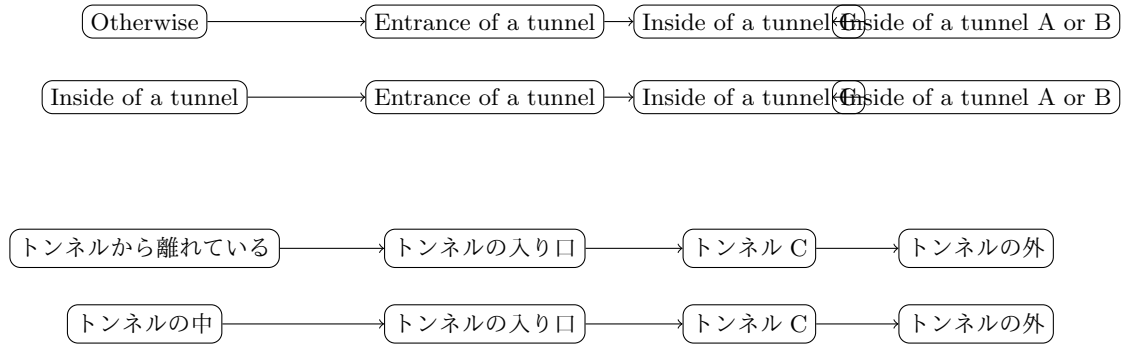 Otherwise Entrance of a tunnel Inside of a tunnel C Inside of a tunnel A or B
Inside of a tunnel Entrance of a tunnel Inside of a tunnel C Inside of a tunnel A or B
トンネルから離れている トンネルの入り口 トンネル C トンネルの外
トンネルの中 トンネルの入り口 トンネル C トンネルの外